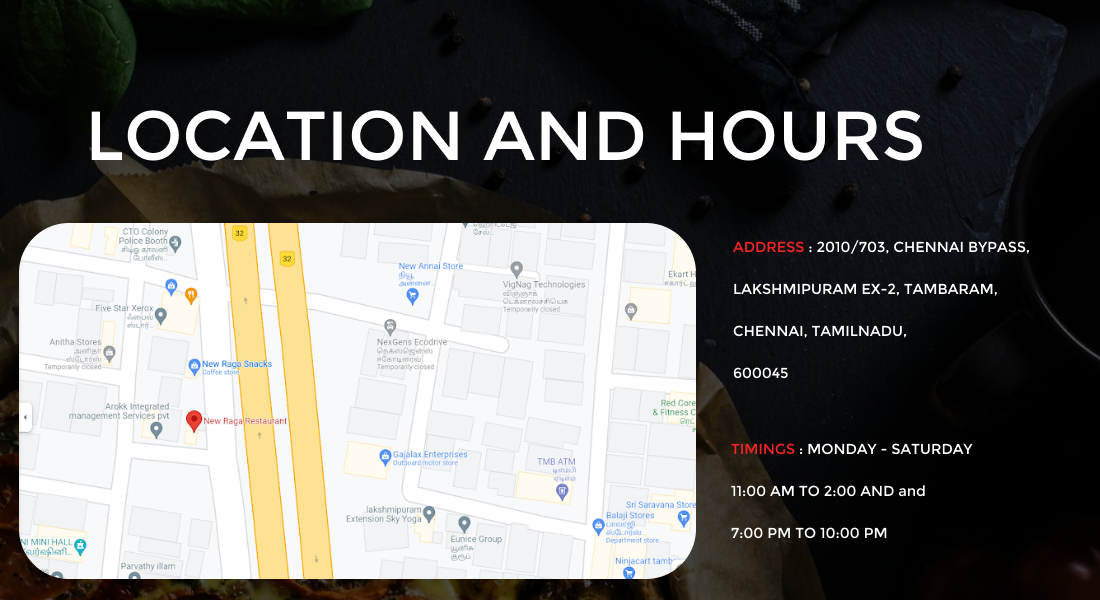 LOCATION AND HOURS
ADDRESS : 2010/703, CHENNAI BYPASS,
LAKSHMIPURAM EX-2, TAMBARAM,
CHENNAI, TAMILNADU,
600045
TIMINGS : MONDAY - SATURDAY
11:00 AM TO 2:00 AND and
7:00 PM TO 10:00 PM
CTO Colony
Police Booth
32
32
New Annai Store
நியூ
VigNag Technologies
Temporarily closed
Ekart H
Five Star Xerox
Anitha Stores
அனிதா
ஸ்டோர்ஸ்
Temporarily closed
NexGens Ecodrive
Temporarily closed
New Raga Snacks
Coffee store
Arokk Integrated
management Services pvt
New Raga Restaurant
Red Core
& Fitness C
Gajalax Enterprises
Outboard motor store
TMB ATM
lakshmipuram
Extension Sky Yoga
Eunice Group
யூனிக
குரூப்
Sri Saravana Store
Balaji Stores
பாலாஜி
ஸ்டோர்ஸ்
Department store
NI MINI HALL
Parvathy illam
Ninjacart tamb